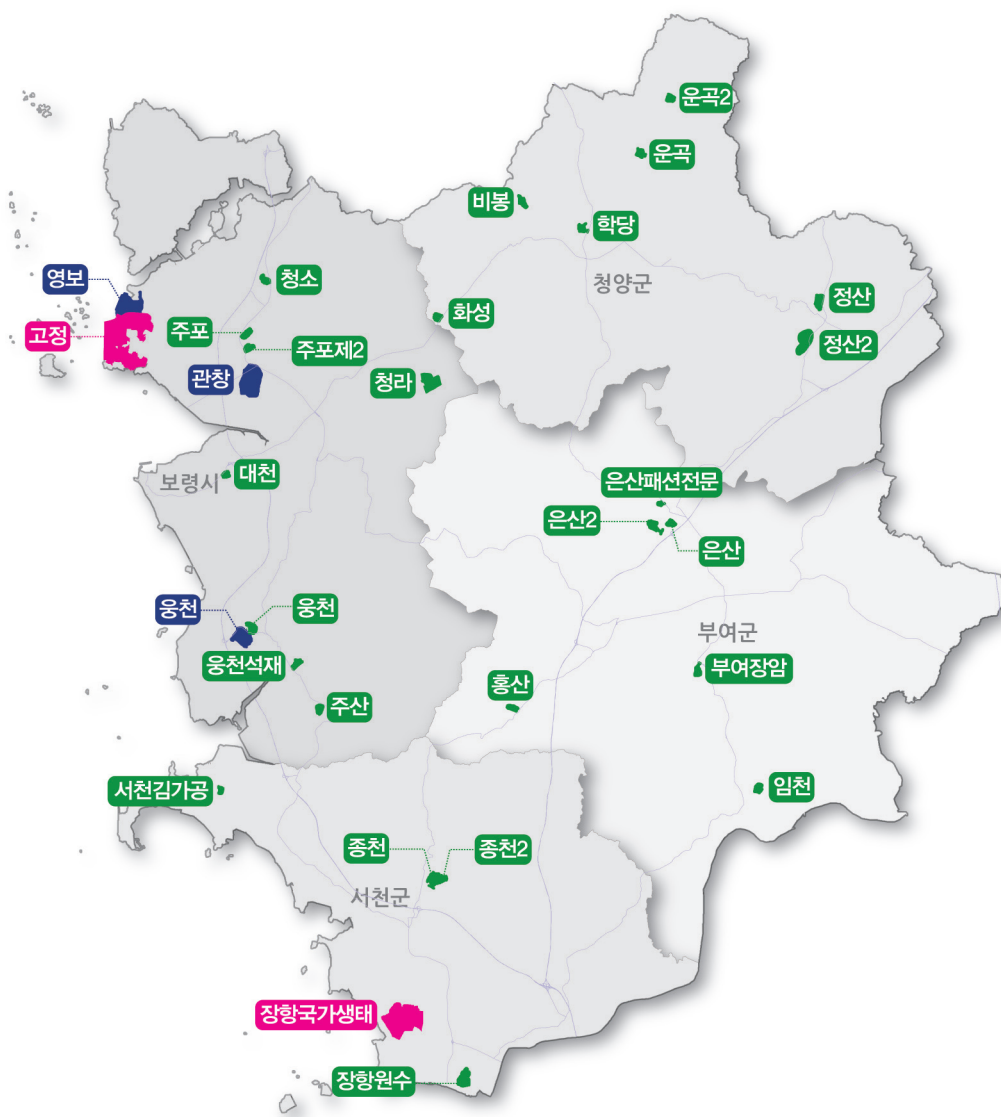 운곡2
운곡
비봉
학당
영보
청소
청양군
정산
화성
고정
주포
주포제2
정산2
관창
청라
보령시
대천
은산패션전문
은산2
은산
웅천
웅천
부여군
웅천석재
부여장암
홍산
주산
서천김가공
임천
종천
종천2
서천군
장항국가생태
장항원수